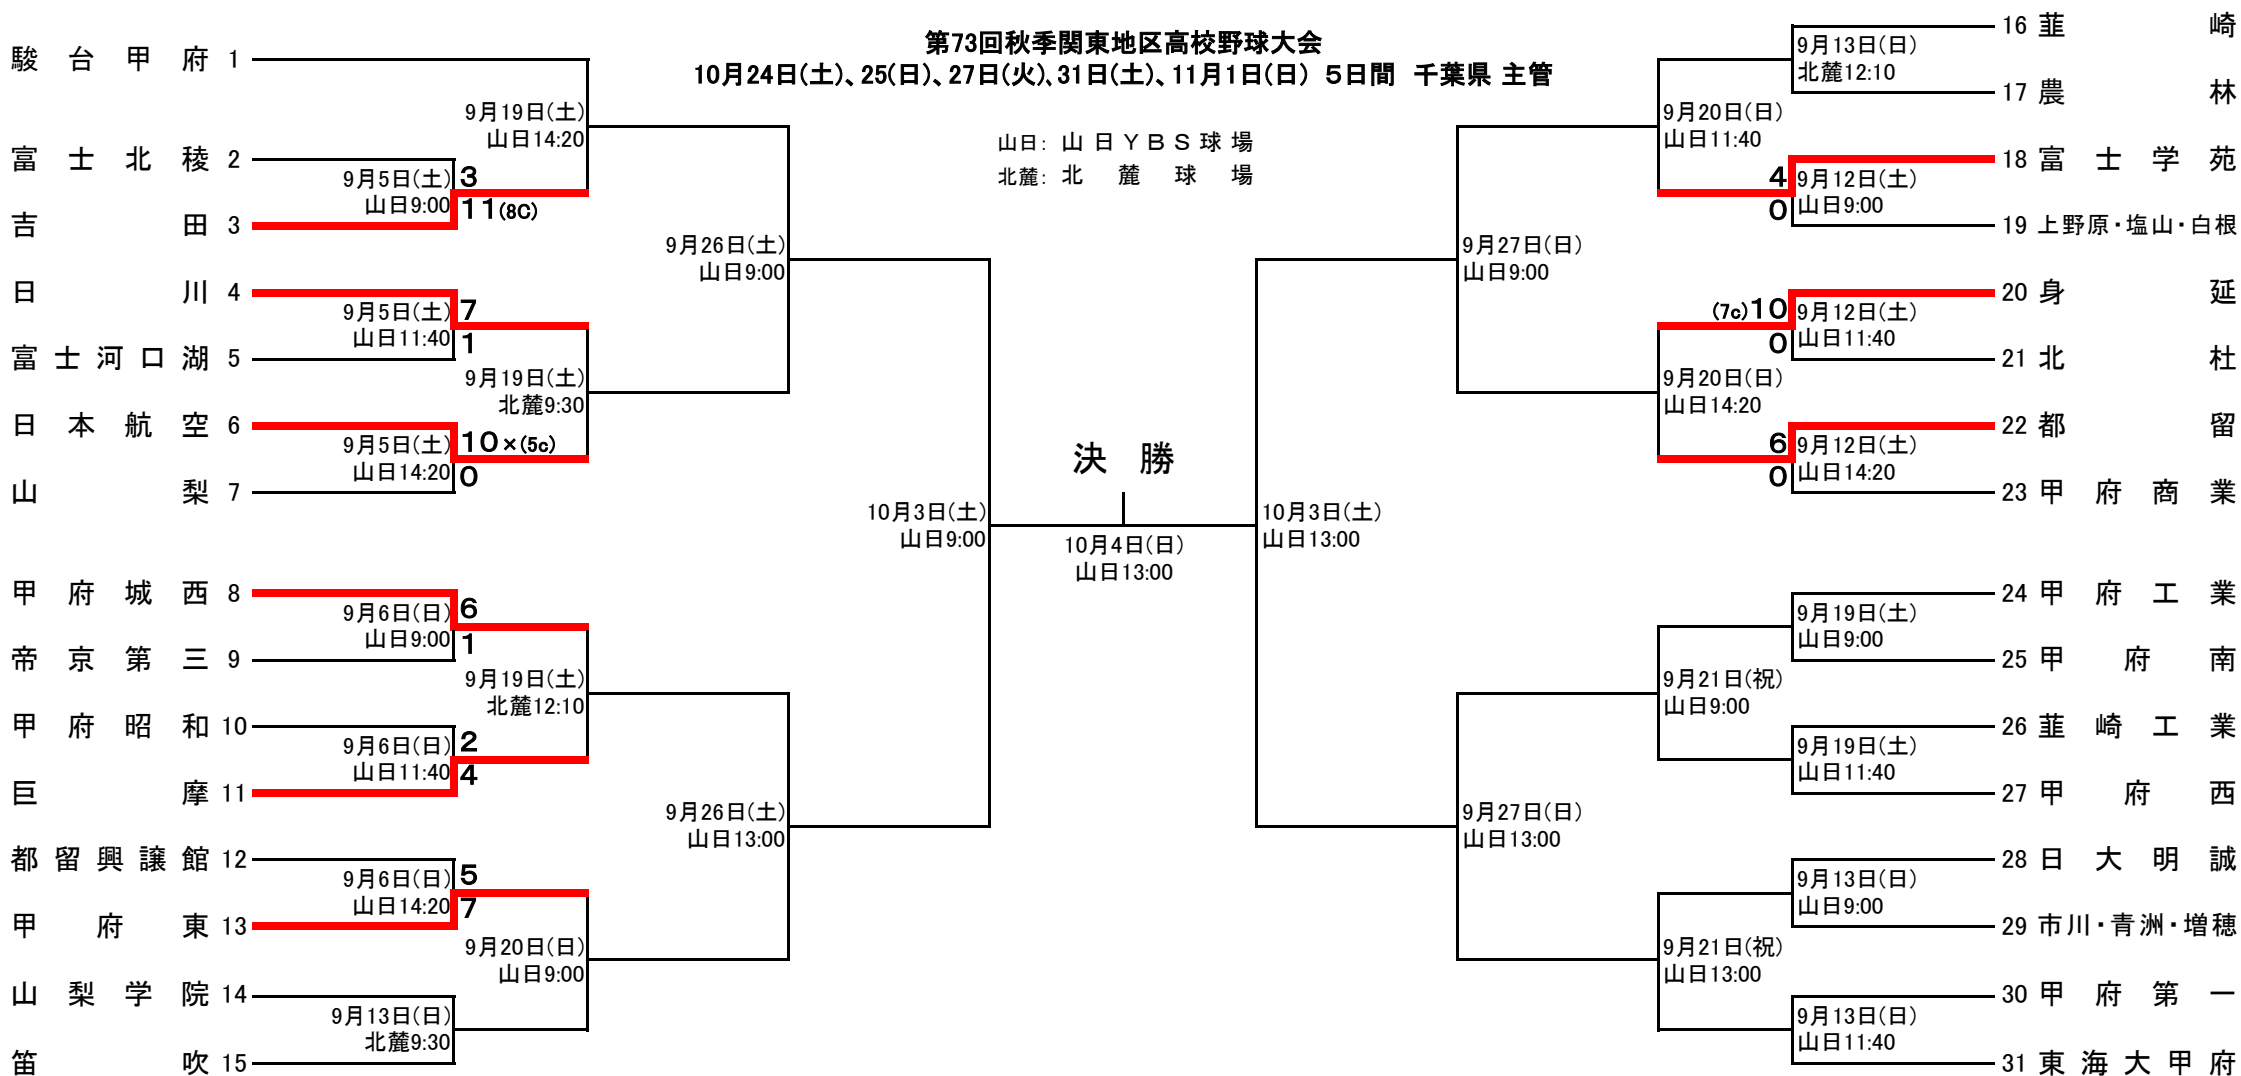 第73回秋季関東地区高校野球大会
10月24日(土)、25(日)、27日(火)、31日(土)、11月1日(日) 5日間 千葉県 主管
山日: 山日YBS球場
北麓: 北麓球場
駿台甲府 1
9月19日(土)
山日14:20
富士北稜 2
9月5日(土) 3
山日9:00 11(8C)
吉田 3
9月26日(土)
山日9:00
日川 4
9月5日(土) 7
山日11:40 1
富士河口湖 5
9月19日(土)
北麓9:30
日本航空 6
9月5日(土) 10×(5c)
山日14:20 0
山梨 7
10月3日(土)
山日9:00
甲府城西 8
9月6日(日) 6
山日9:00 1
帝京第三 9
9月19日(土)
北麓12:10
甲府昭和 10
9月6日(日) 2
山日11:40 4
巨摩 11
9月26日(土)
山日13:00
都留興譲館 12
9月6日(日) 5
山日14:20 7
甲府東 13
9月20日(日)
山日9:00
山梨学院 14
9月13日(日)
北麓9:30
笛吹 15
決勝
10月4日(日)
山日13:00
16 韮崎
9月13日(日)
北麓12:10
17 農林
9月20日(日)
山日11:40
18 富士学苑
4 9月12日(土)
0 山日9:00
19 上野原・塩山・白根
9月27日(日)
山日9:00
20 身延
(7c)10 9月12日(土)
0 山日11:40
21 北杜
9月20日(日)
山日14:20
22 都留
6 9月12日(土)
0 山日14:20
23 甲府商業
10月3日(土)
山日13:00
24 甲府工業
9月19日(土)
山日9:00
25 甲府南
9月21日(祝)
山日9:00
26 韮崎工業
9月19日(土)
山日11:40
27 甲府西
9月27日(日)
山日13:00
28 日大明誠
9月13日(日)
山日9:00
29 市川・青洲・増穂
9月21日(祝)
山日13:00
30 甲府第一
9月13日(日)
山日11:40
31 東海大甲府